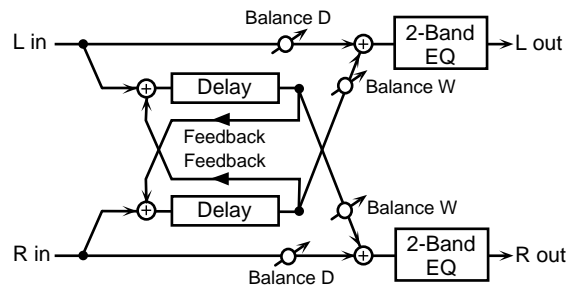 Balance D
L in
2-Band
EQ
L out
Delay
Balance W
Feedback
Feedback
Delay
Balance W
R in
2-Band
EQ
R out
Balance D